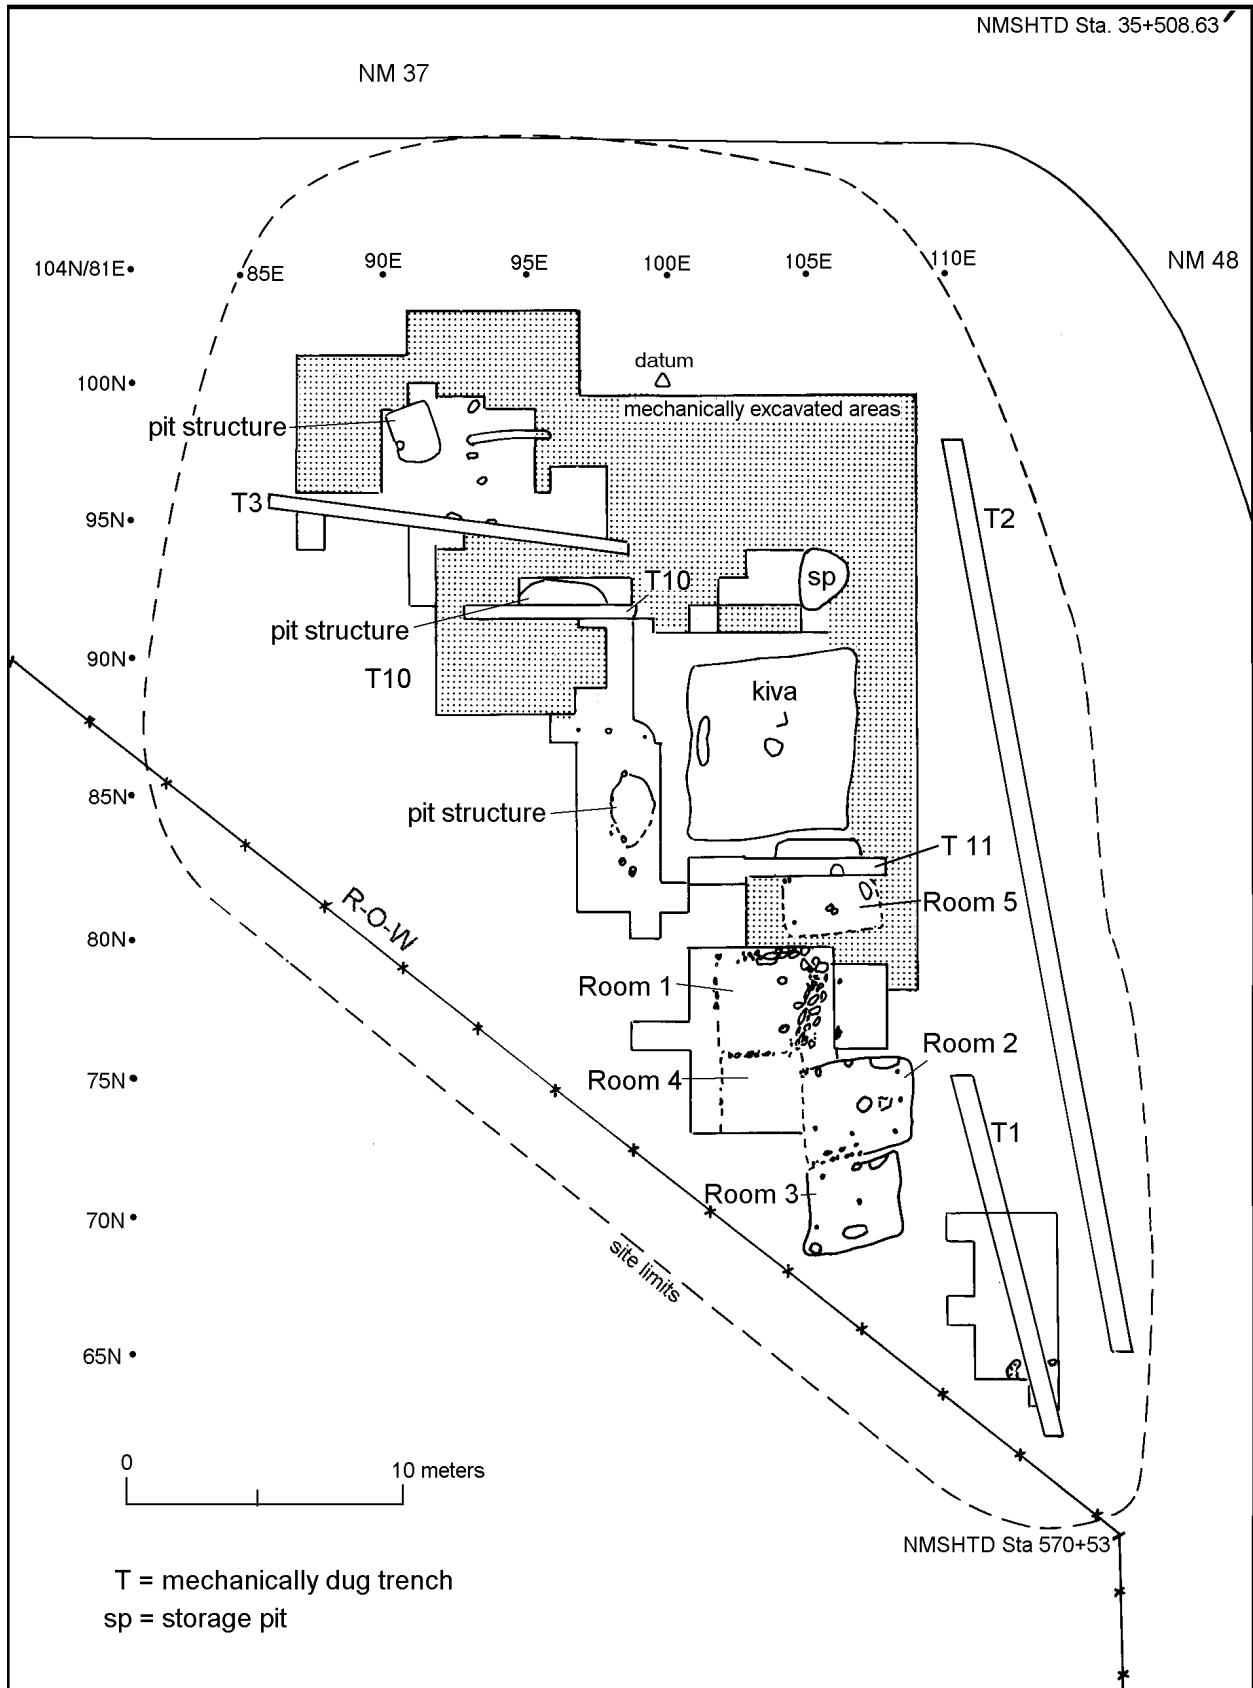 NMSHTD Sta. 35+508.63
NM 37
NM 48
104N/81E
85E
90E
95E
100E
105E
110E
datum
100N
mechanically excavated areas
pit structure
T3
95N
T2
sp
T10
pit structure
90N
T10
kiva
85N
pit structure
T 11
R-O-W
Room 5
80N
Room 1
Room 2
75N
Room 4
T1
Room 3
70N
site limits
65N
0
10 meters
NMSHTD Sta 570+53
T = mechanically dug trench
sp = storage pit